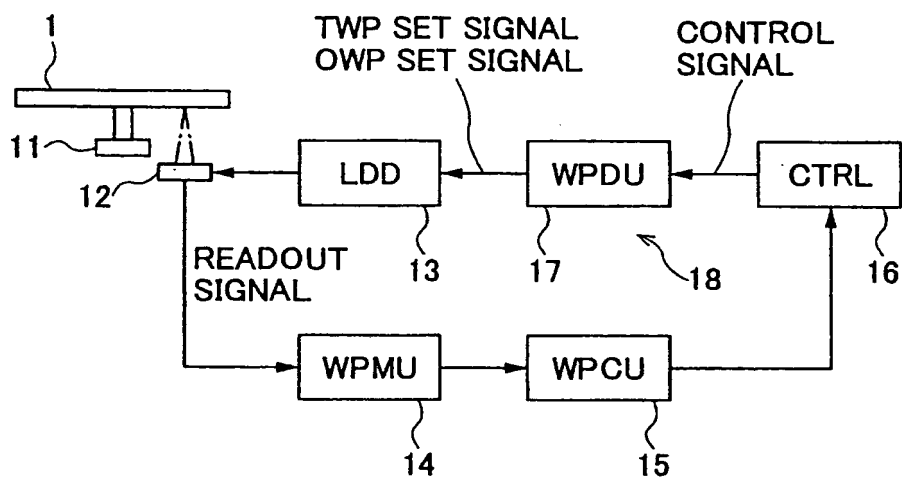 1
TWP SET SIGNAL
OWP SET SIGNAL
CONTROL
SIGNAL
11
12
LDD
WPDU
CTRL
13
17
18
16
READOUT
SIGNAL
WPMU
WPCU
14
15